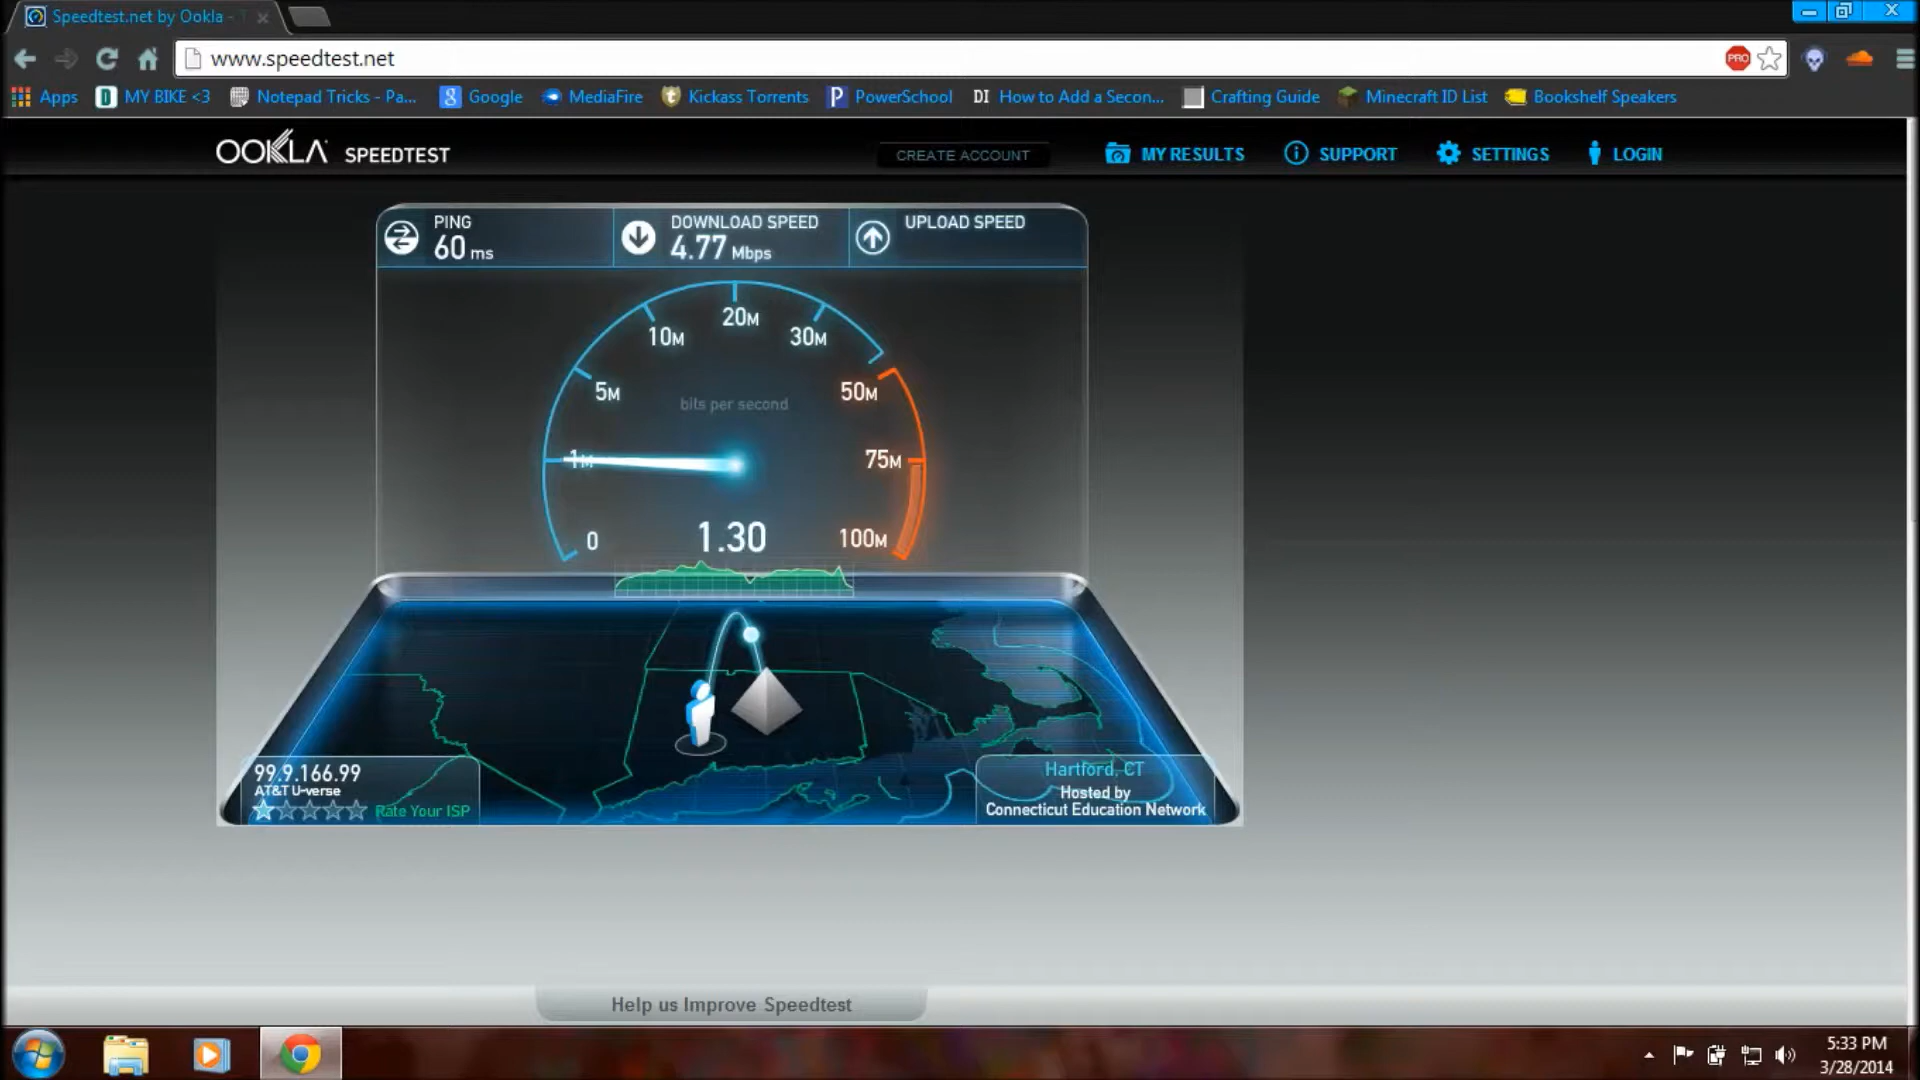 Speedtest.net by Ookla - T
www.speedtest.net
PRO
Apps
MY BIKE <3
Notepad Tricks - Pa...
Google
MediaFire
Kickass Torrents
PowerSchool
DI How to Add a Secon...
Crafting Guide
Minecraft ID List
Bookshelf Speakers
OOKLA SPEEDTEST
CREATE ACCOUNT
MY RESULTS
SUPPORT
SETTINGS
LOGIN
PING
60 ms
DOWNLOAD SPEED
4.77 Mbps
UPLOAD SPEED
20M
10M
30M
5M
50M
bits per second
1M
75M
0
1.30
100M
99.9.166.99
AT&T U-verse
Rate Your ISP
Hartford, CT
Hosted by
Connecticut Education Network
Help us Improve Speedtest
5:33 PM
3/28/2014